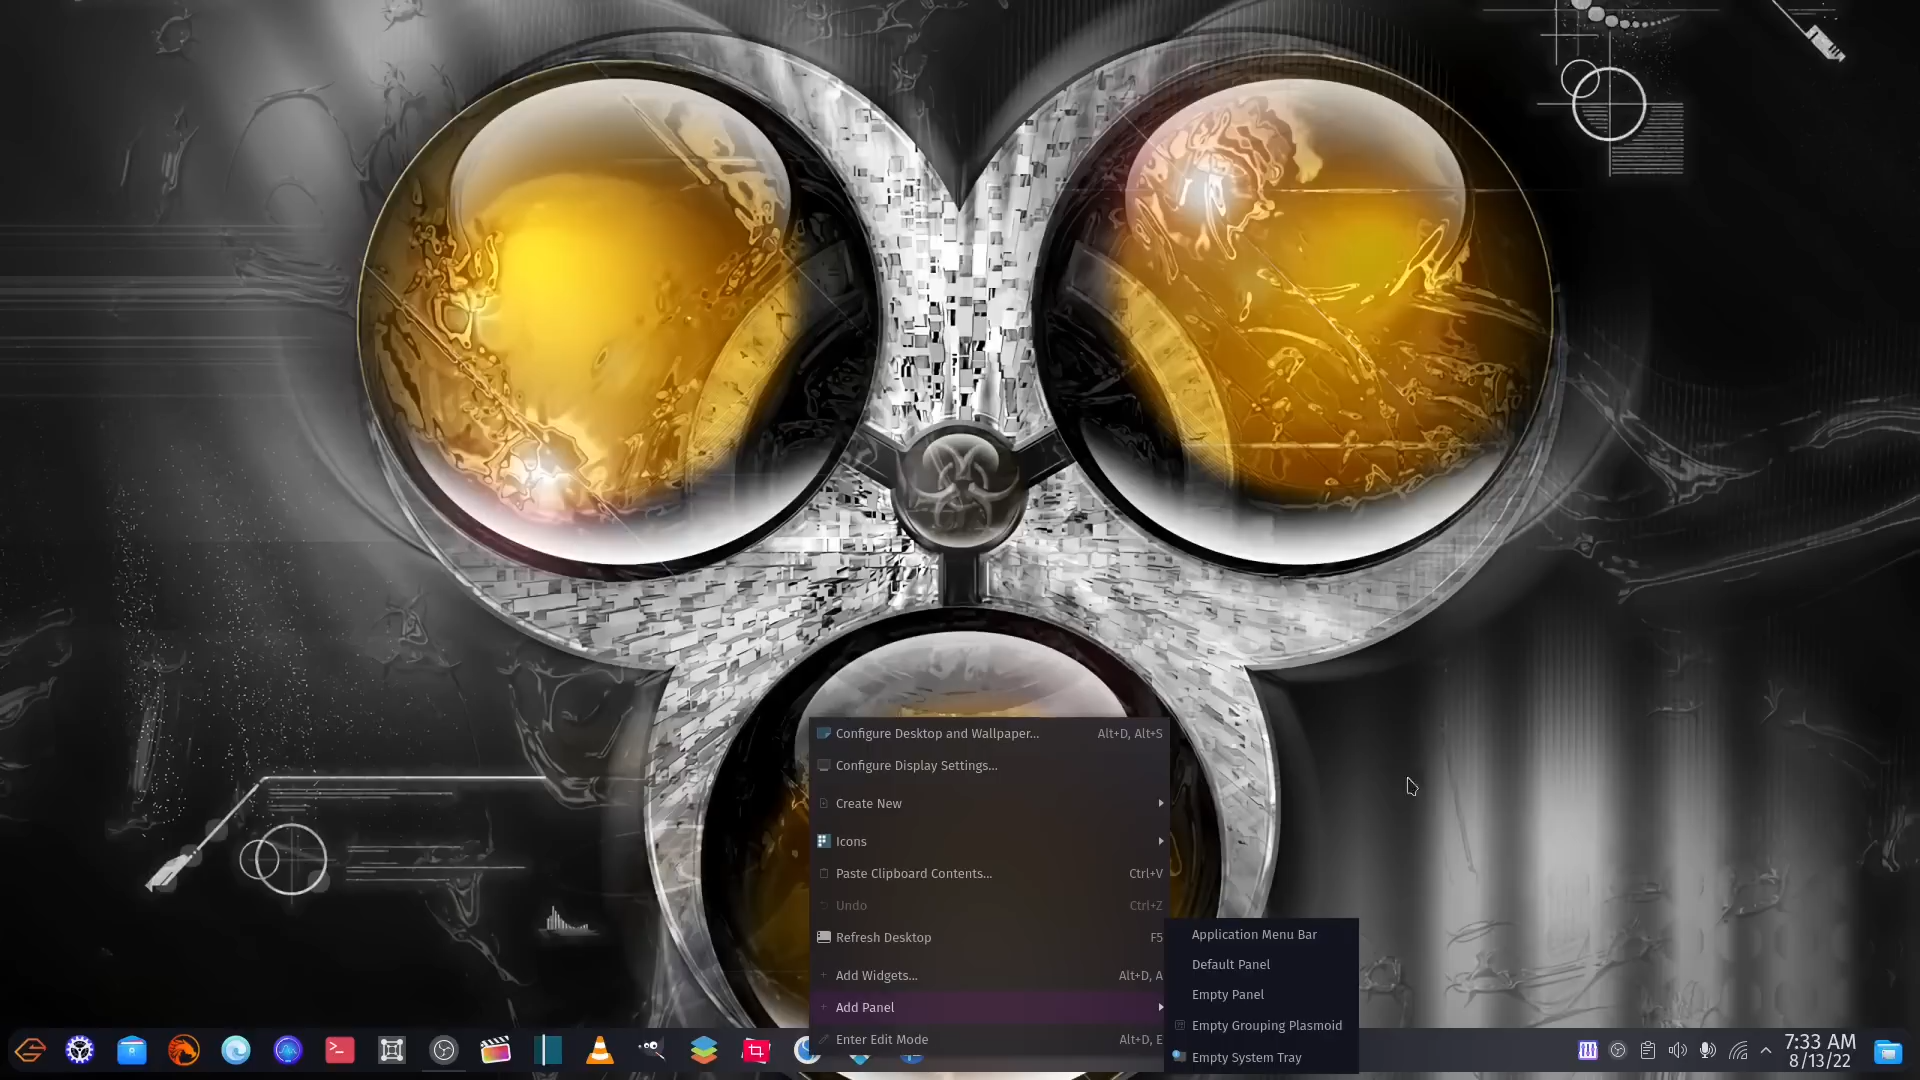 Configure Desktop and Wallpaper... Alt+D, Alt+S
Configure Display Settings...
Create New
Icons
Paste Clipboard Contents... Ctrl+V
Undo Ctrl+Z
Refresh Desktop F5
Add Widgets... Alt+D, A
Add Panel
Enter Edit Mode Alt+D, E
Application Menu Bar
Default Panel
Empty Panel
Empty Grouping Plasmoid
Empty System Tray
7:33 AM
8/13/22